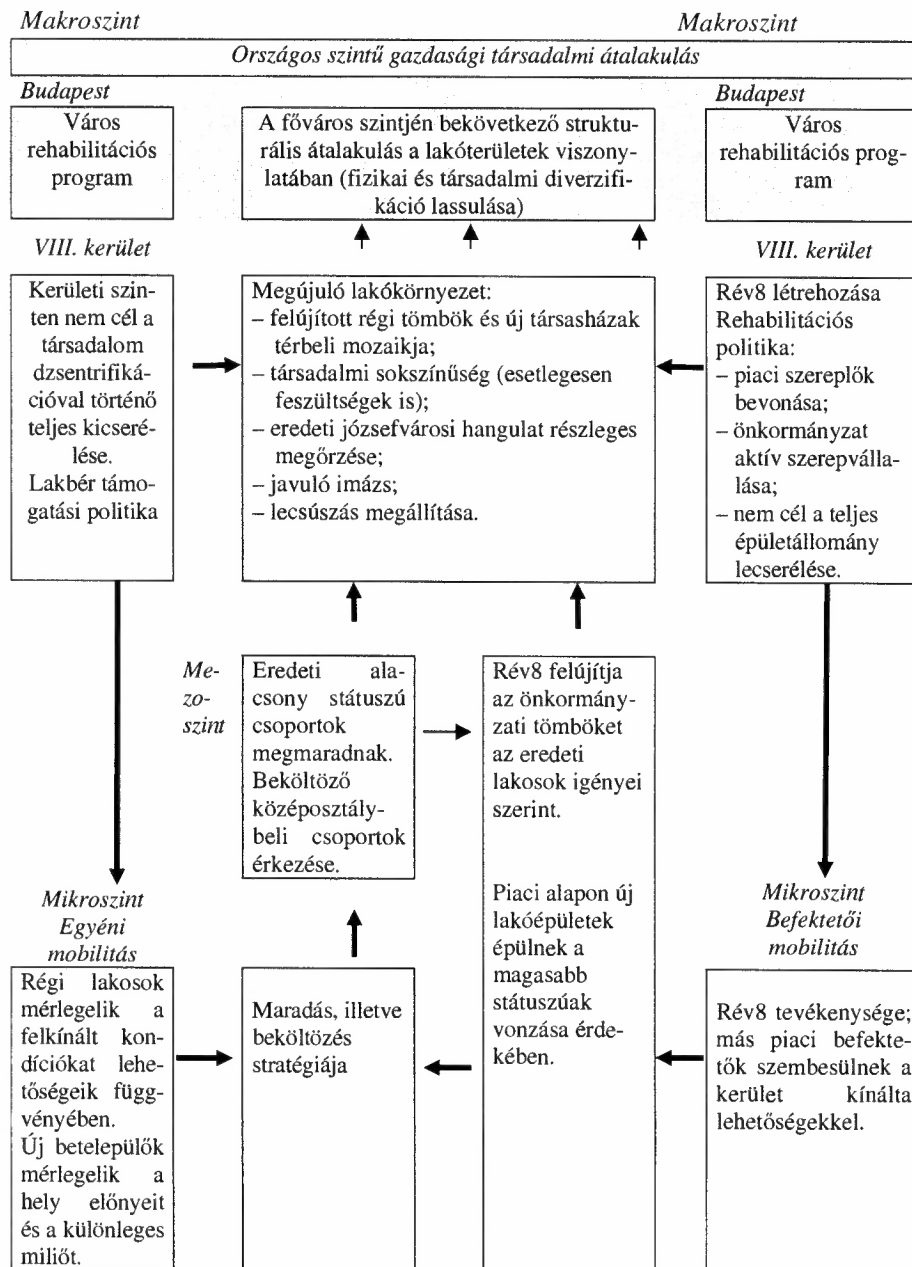 Makroszint
Makroszint
Országos szintű gazdasági társadalmi átalakulás
Budapest
Budapest
Város
rehabilitációs
program
A főváros szintjén bekövetkező struktu-
rális átalakulás a lakóterületek viszony-
latában (fizikai és társadalmi diverzifi-
káció lassulása)
Város
rehabilitációs prog-
ram
VIII. kerület
VIII. kerület
Kerületi szin-
ten nem cél a
társadalom
dzsentrifiká-
cióval történő
teljes kicseré-
lése.
Lakbér támo-
gatási politika
Megújuló lakókörnyezet:
– felújított régi tömbök és új társasházak
térbeli mozaikja;
– társadalmi sokszínűség (esetlegesen
feszültségek is);
– eredeti józsefvárosi hangulat részleges
megőrzése;
– javuló imázs;
– lecsúszás megállítása.
Rév8 létrehozása
Rehabilitációs
politika:
– piaci szereplők
bevonása;
– önkormányzat
aktív szerepválla-
lása;
– nem cél a teljes
épületállomány
lecserélése.
Me-
zo-
szint
Eredeti ala-
csony státuszú
csoportok
megmaradnak.
Beköltöző
középosztály-
beli csoportok
érkezése.
Rév8 felújítja
az önkormány-
zati tömböket
az eredeti
lakosok igényei
szerint.
Piaci alapon új
lakóépületek
épülnek a
magasabb
státuszúak
vonzása érde-
kében.
Mikroszint
Egyéni
mobilitás
Mikroszint
Befektetői
mobilitás
Régi lakosok
mérlegelik a
felkínált kon-
díciókat lehe-
tőségeik függ-
vényében.
Új betelepülők
mérlegelik a
hely előnyeit
és a különleges
miliőt.
Maradás, illetve
beköltözés
stratégiája
Rév8 tevékenysége;
más piaci befekte-
tők szembesülnek a
kerület kínálta
lehetőségekkel.